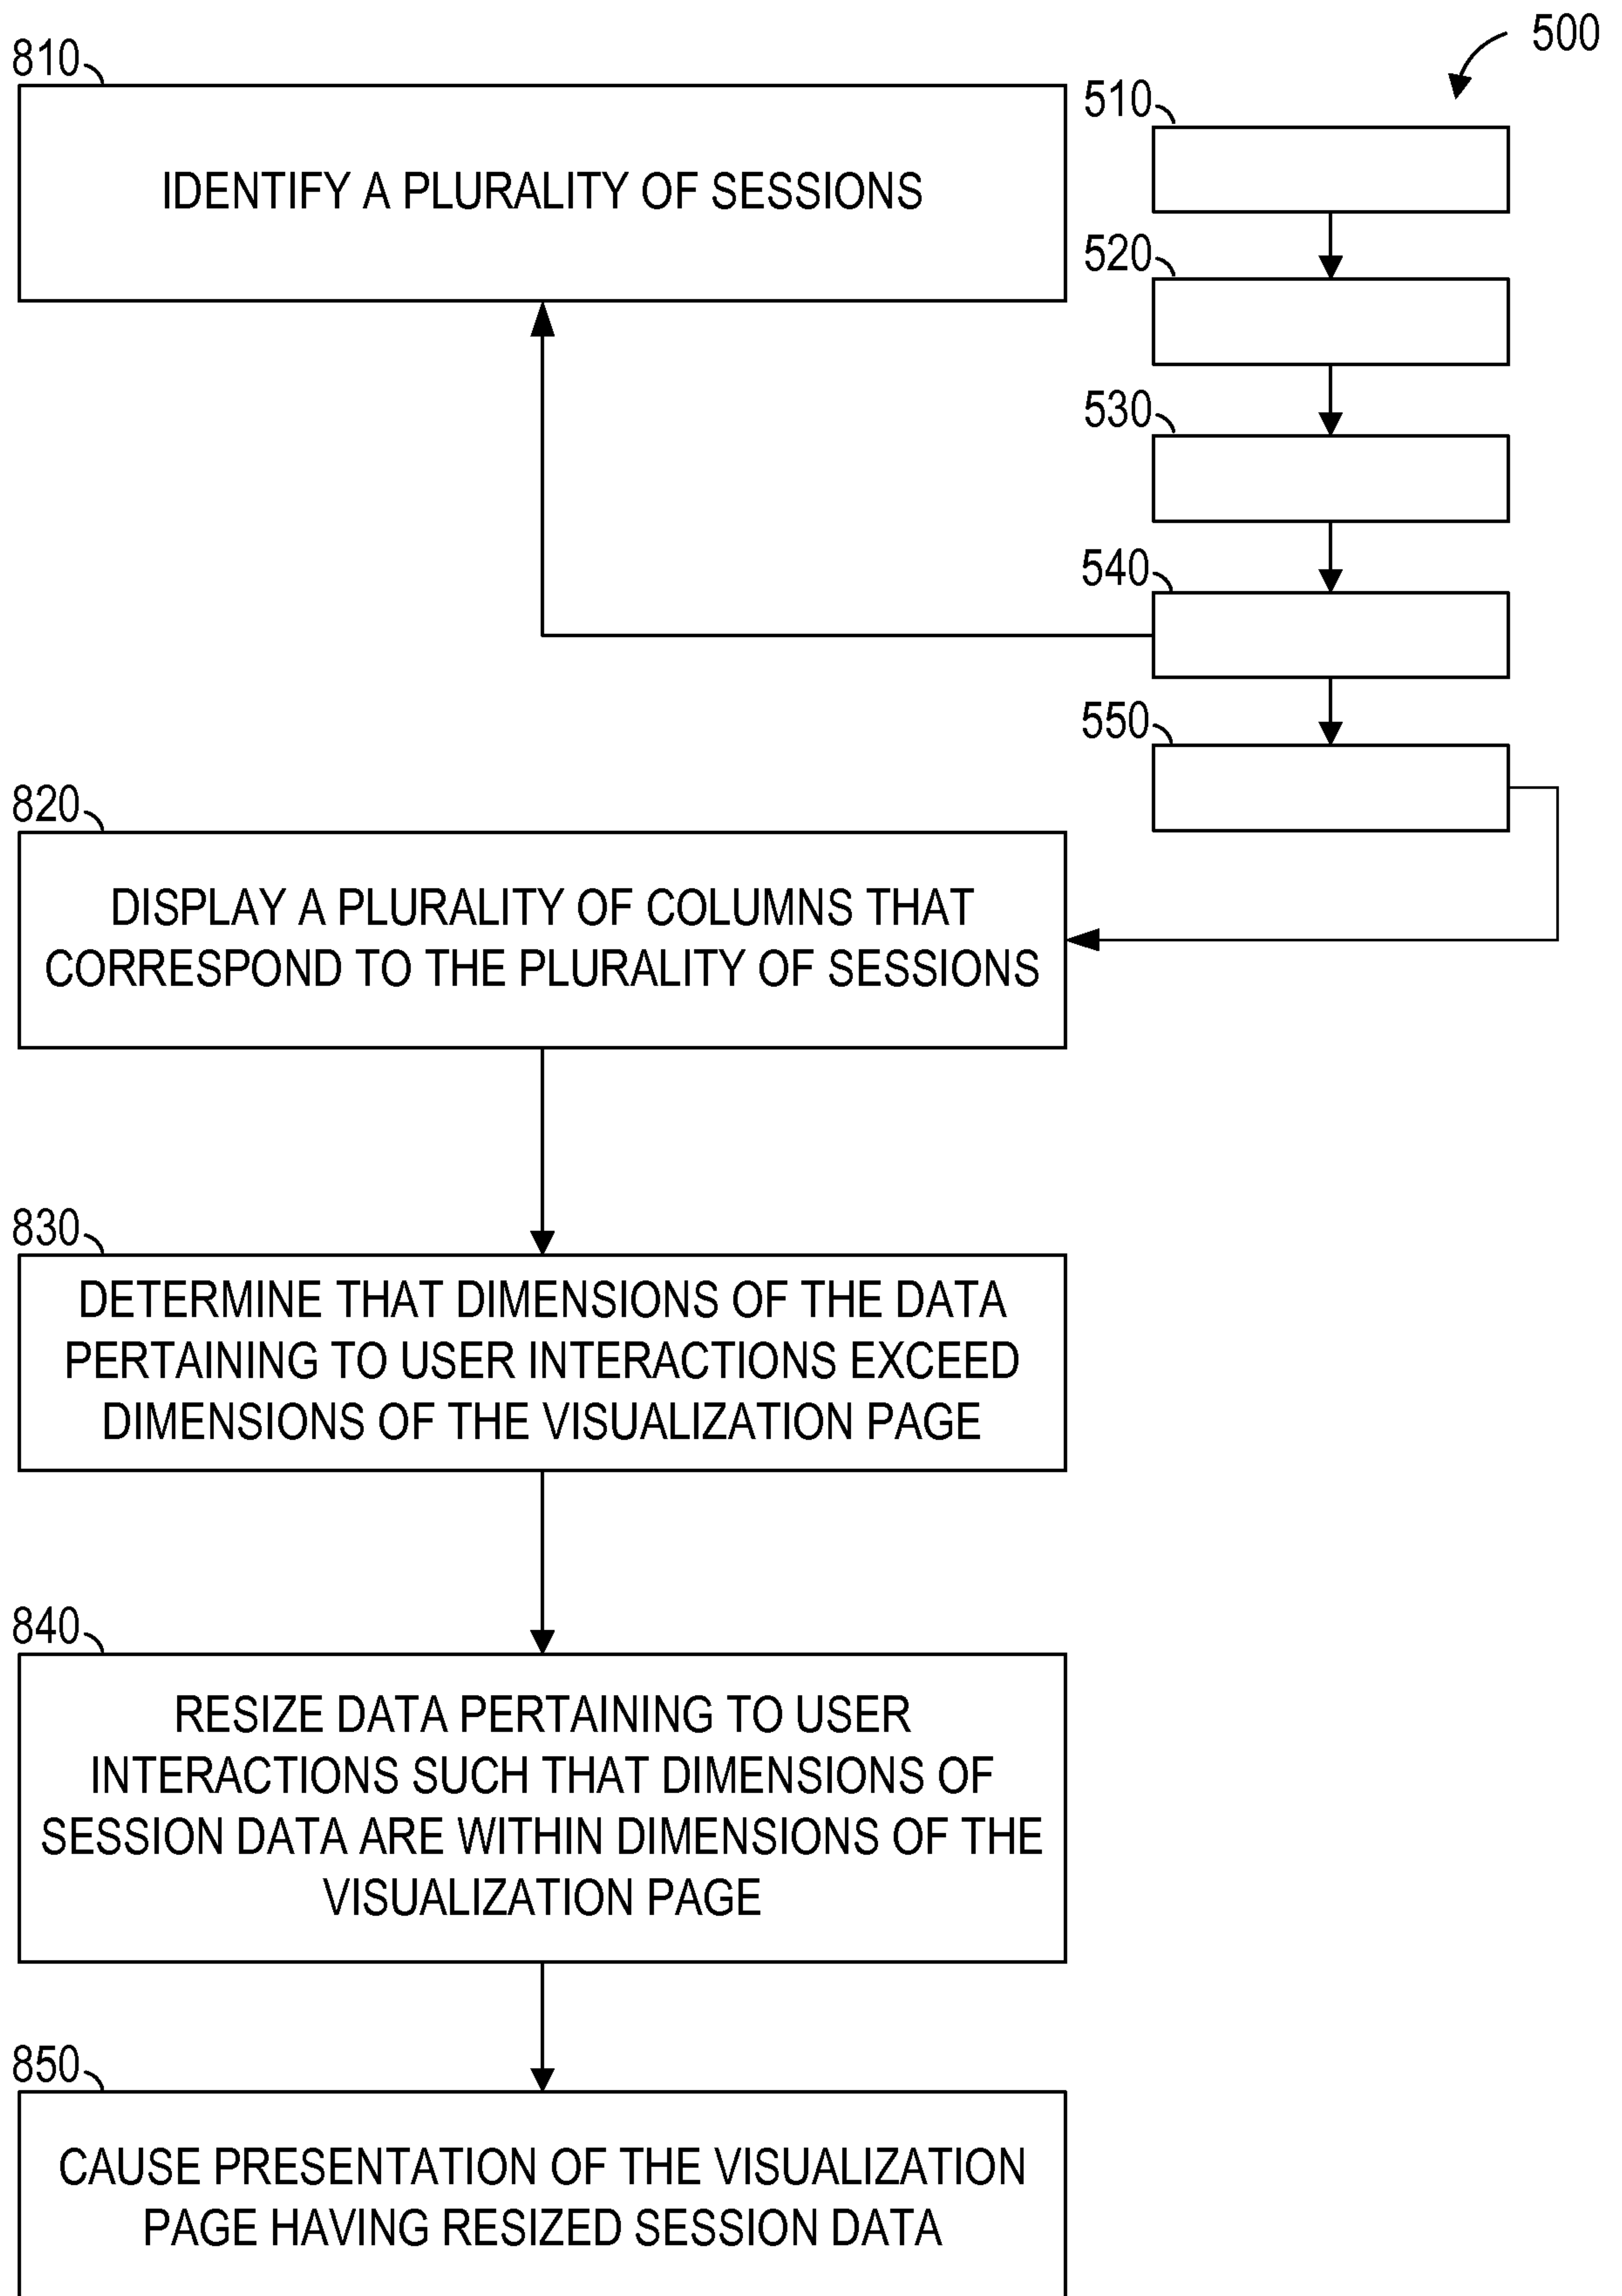 500
810
IDENTIFY A PLURALITY OF SESSIONS
510
520
530
540
550
820
DISPLAY A PLURALITY OF COLUMNS THAT
CORRESPOND TO THE PLURALITY OF SESSIONS
830
DETERMINE THAT DIMENSIONS OF THE DATA
PERTAINING TO USER INTERACTIONS EXCEED
DIMENSIONS OF THE VISUALIZATION PAGE
840
RESIZE DATA PERTAINING TO USER
INTERACTIONS SUCH THAT DIMENSIONS OF
SESSION DATA ARE WITHIN DIMENSIONS OF THE
VISUALIZATION PAGE
850
CAUSE PRESENTATION OF THE VISUALIZATION
PAGE HAVING RESIZED SESSION DATA